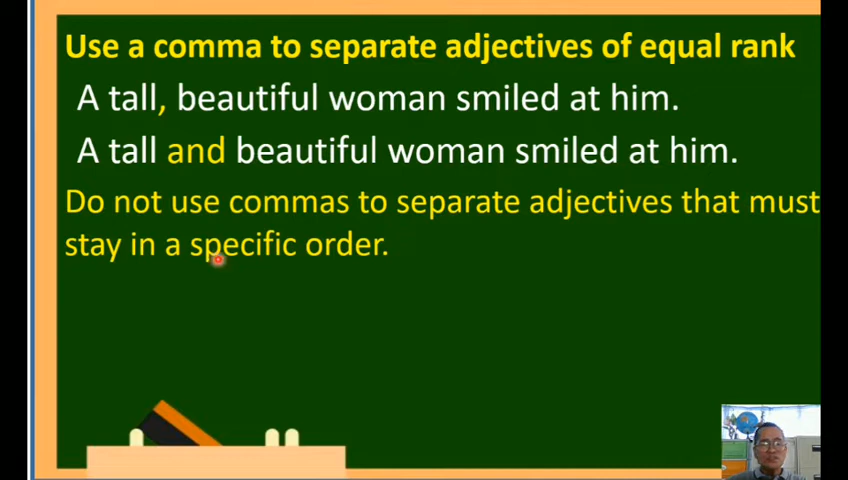 Use a comma to separate adjectives of equal rank
A tall, beautiful woman smiled at him.
A tall and beautiful woman smiled at him.
Do not use commas to separate adjectives that must
stay in a specific order.